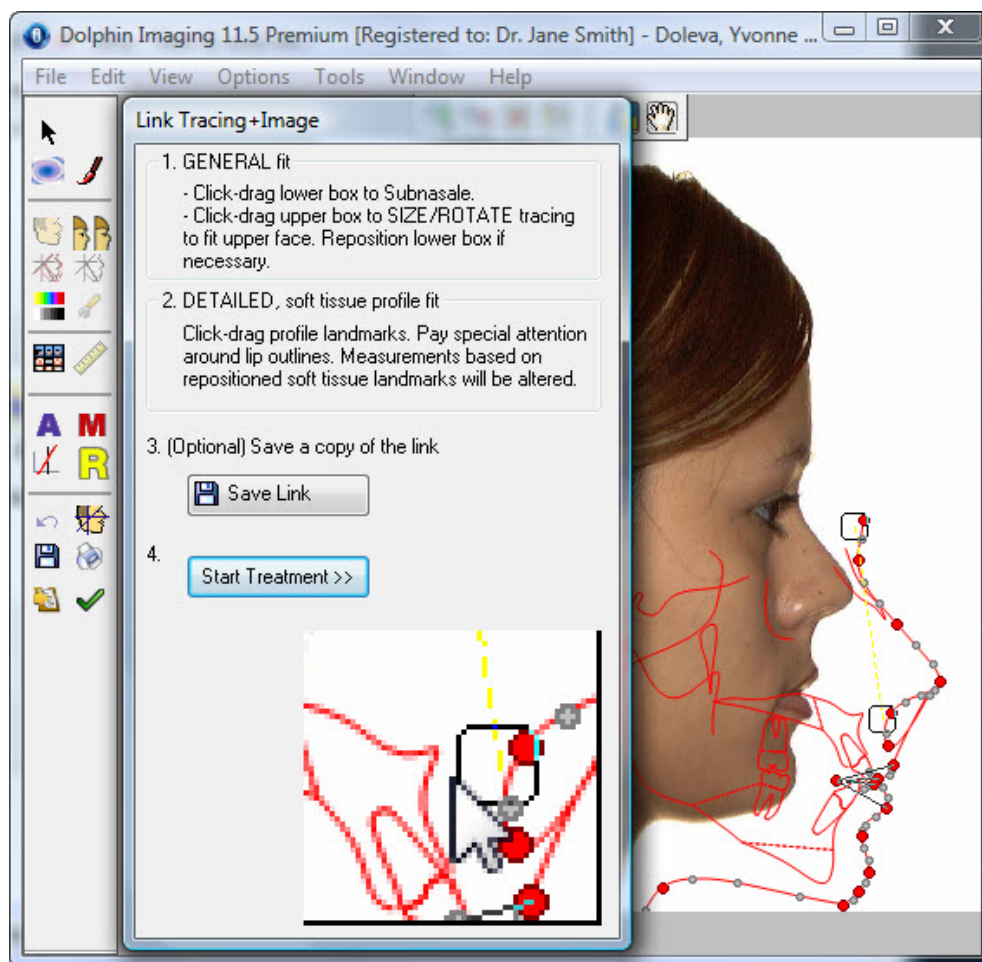 Dolphin Imaging 11.5 Premium [Registered to: Dr. Jane Smith] - Doleva, Yvonne ...
File Edit View Options Tools Window Help
Link Tracing+Image
1. GENERAL fit
- Click-drag lower box to Subnasale.
- Click-drag upper box to SIZE/ROTATE tracing
to fit upper face. Reposition lower box if
necessary.
2. DETAILED, soft tissue profile fit
Click-drag profile landmarks. Pay special attention
around lip outlines. Measurements based on
repositioned soft tissue landmarks will be altered.
A M
R
3. (Optional) Save a copy of the link
Save Link
4.
Start Treatment >>